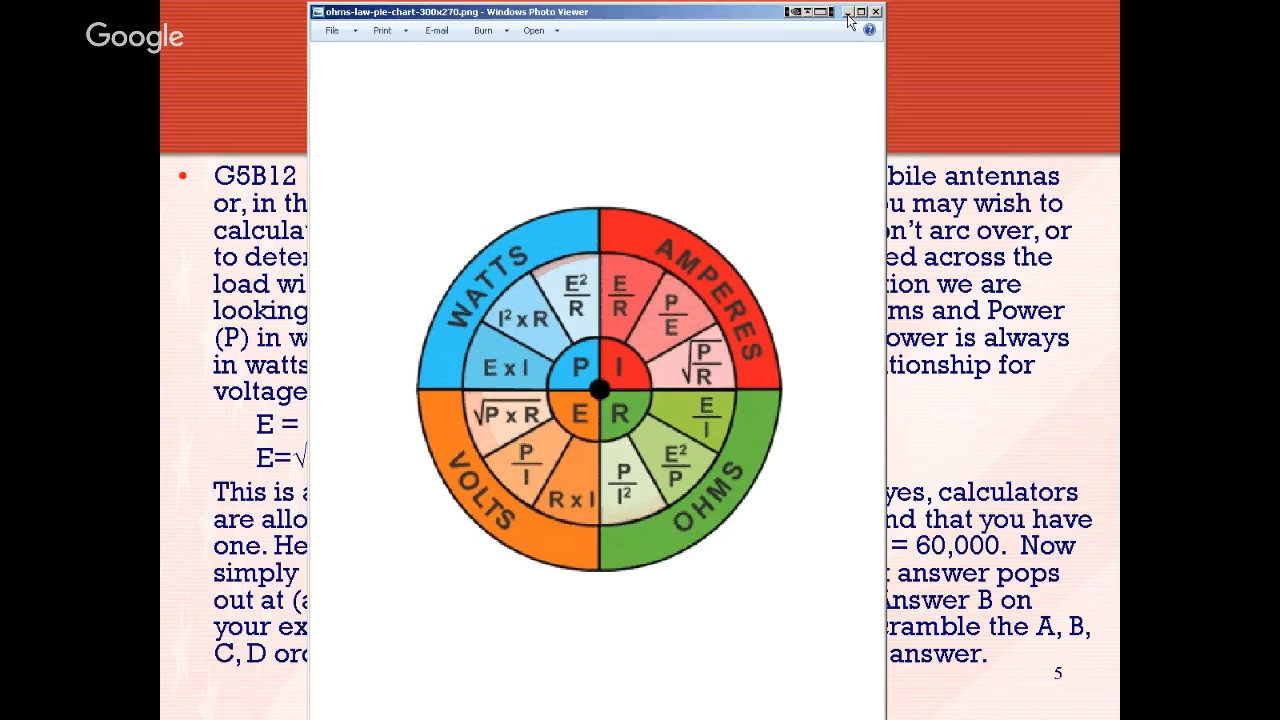 ohms-law-pie-chart-300x270.png - Windows Photo Viewer
File Print E-mail Burn Open
Google
G5B12 bile antennas
or, in th u may wish to
calcula n't arc over, or
to deter ed across the
load wi ion we are
looking ms and Power
(P) in w ower is always
in watts tionship for
voltage
E =
E=√
This is a yes, calculators
are allo nd that you have
one. He = 60,000. Now
simply answer pops
out at (a Answer B on
your ex ramble the A, B,
C, D ord answer.
5
WATTS
E²/R
I² x R
E x I
P
AMPERES
E/R
P/E
√P/R
I
VOLTS
√P x R
P/I
R x I
E
OHMS
E/I
E²/P
P/I²
R